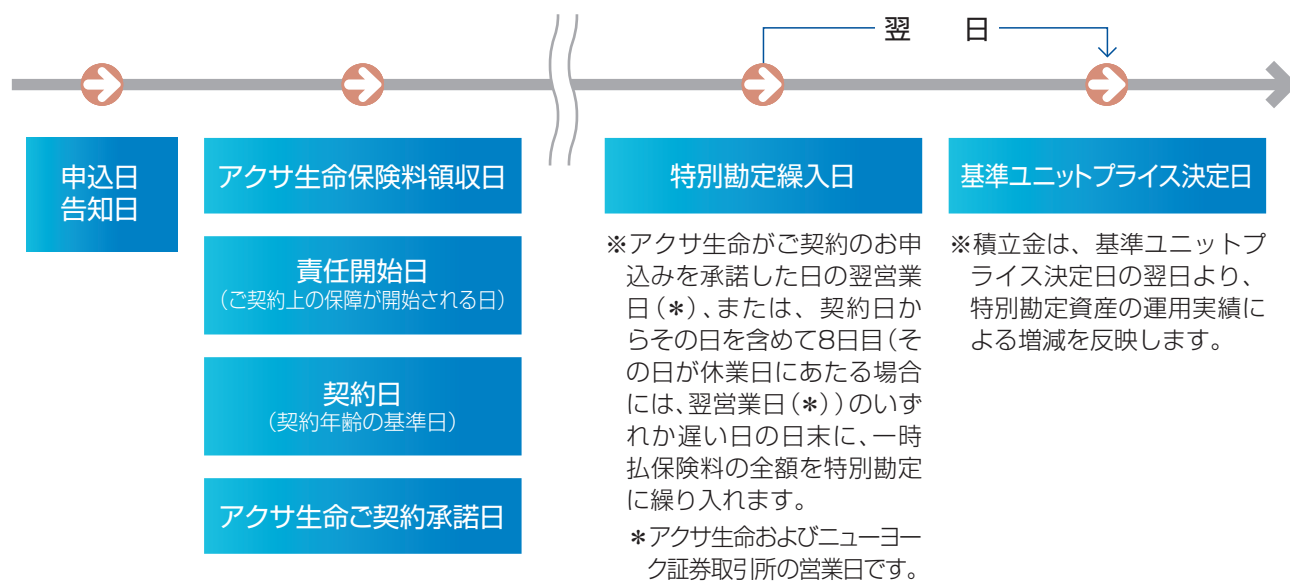 翌　日
申込日
告知日
アクサ生命保険料領収日
責任開始日
（ご契約上の保障が開始される日）
契約日
（契約年齢の基準日）
アクサ生命ご契約承諾日
特別勘定繰入日
※アクサ生命がご契約のお申
込みを承諾した日の翌営業
日（＊）、または、契約日か
らその日を含めて8日目（そ
の日が休業日にあたる場合
には、翌営業日（＊））のいず
れか遅い日の日末に、一時
払保険料の全額を特別勘定
に繰り入れます。
＊アクサ生命およびニューヨー
ク証券取引所の営業日です。
基準ユニットプライス決定日
※積立金は、基準ユニットプ
ライス決定日の翌日より、
特別勘定資産の運用実績に
よる増減を反映します。